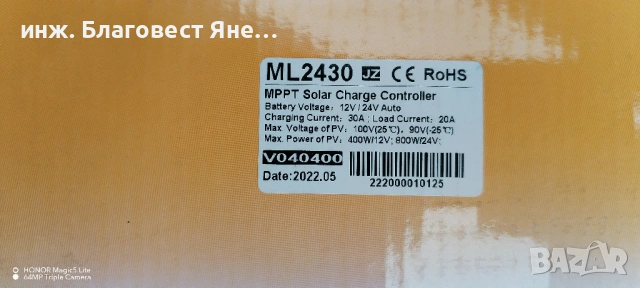 инж. Благовест Яне...
ML2430 JZ CE RoHS
MPPT Solar Charge Controller
Battery Voltage: 12V/24V Auto
Charging Current: 30A; Load Current: 20A
Max. Voltage of PV: 100V(25℃), 90V(-25℃)
Max. Power of PV: 400W/12V; 800W/24V;
V040400
Date:2022.05
222000010125
HONOR Magic5 Lite
64MP Triple Camera
BAZAR